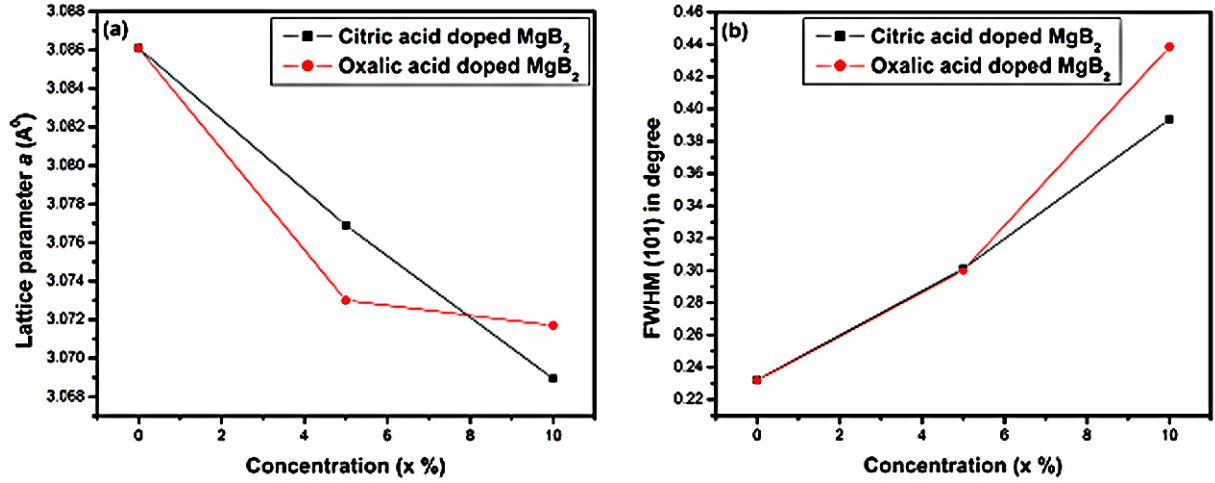 (a)
Citric acid doped MgB₂
Oxalic acid doped MgB₂
3.088
3.086
3.084
3.082
3.080
3.078
3.076
3.074
3.072
3.070
3.068
Lattice parameter a (A⁰)
0 2 4 6 8 10
Concentration (x %)
(b)
Citric acid doped MgB₂
Oxalic acid doped MgB₂
0.46
0.44
0.42
0.40
0.38
0.36
0.34
0.32
0.30
0.28
0.26
0.24
0.22
FWHM (101) in degree
0 2 4 6 8 10
Concentration (x %)